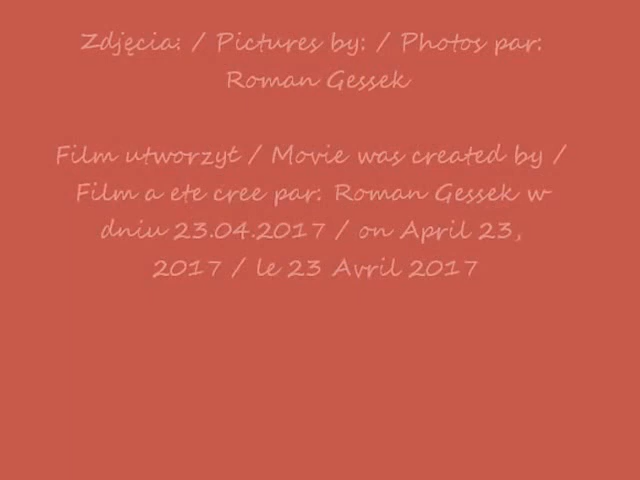 Zdjęcia: / Pictures by: / Photos par:
Roman Gessek
Film utworzyt / Movie was created by /
Film a ete cree par: Roman Gessek w
dniu 23.04.2017 / on April 23,
2017 / le 23 Avril 2017